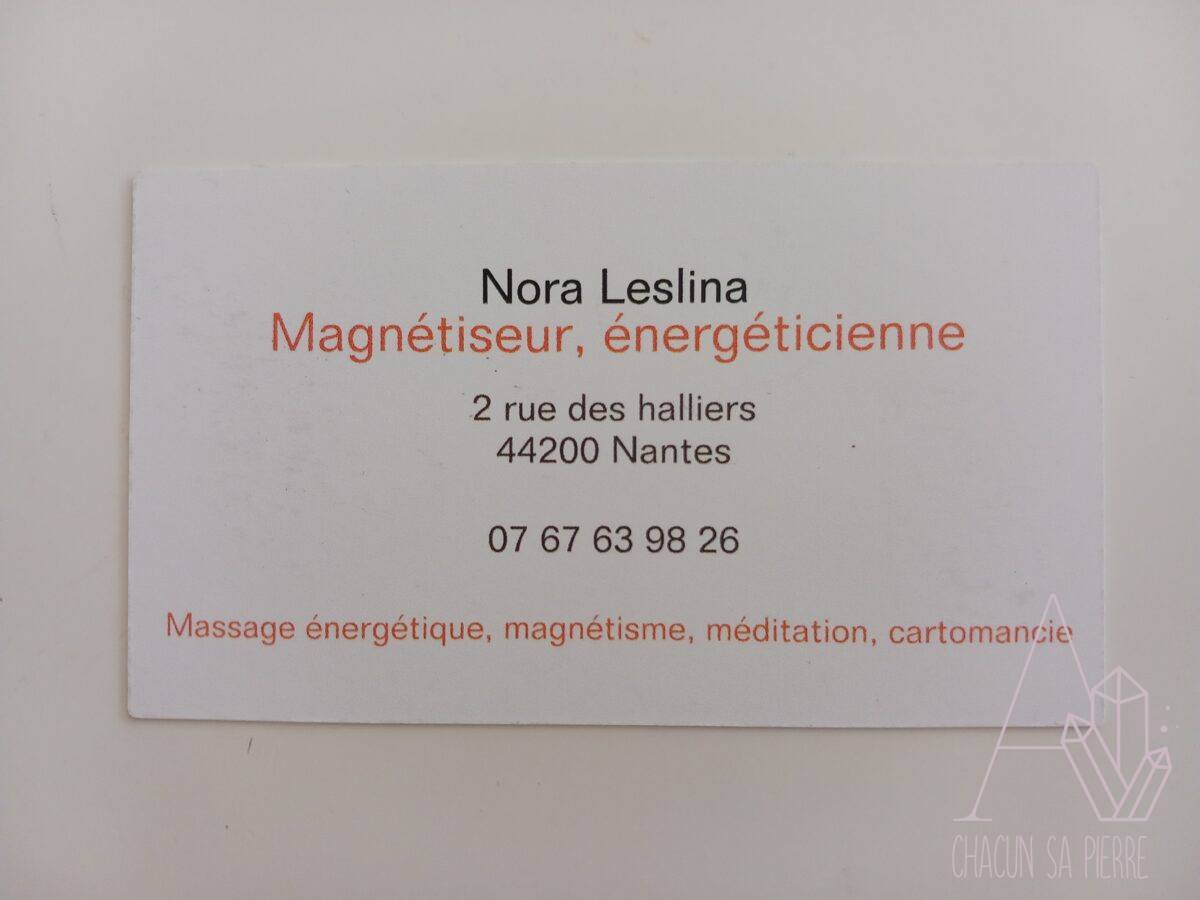 Nora Leslina
Magnétiseur, énergéticienne
2 rue des halliers
44200 Nantes
07 67 63 98 26
Massage énergétique, magnétisme, méditation, cartomancie
A
CHACUN SA PIERRE